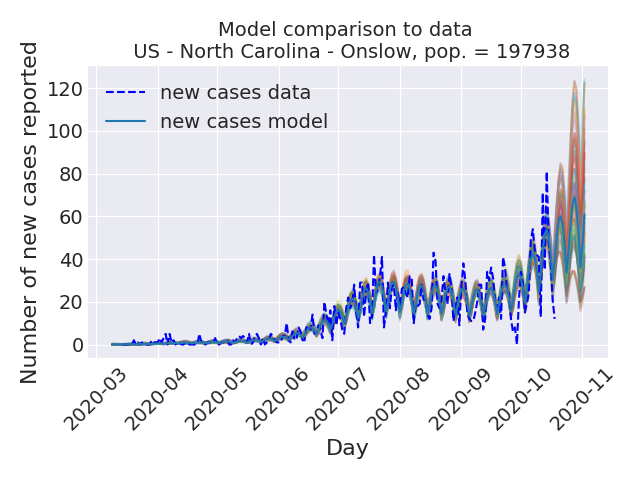 Model comparison to data
US - North Carolina - Onslow, pop. = 197938
Number of new cases reported
120
100
80
60
40
20
0
new cases data
new cases model
2020-03
2020-04
2020-05
2020-06
2020-07
2020-08
2020-09
2020-10
2020-11
Day